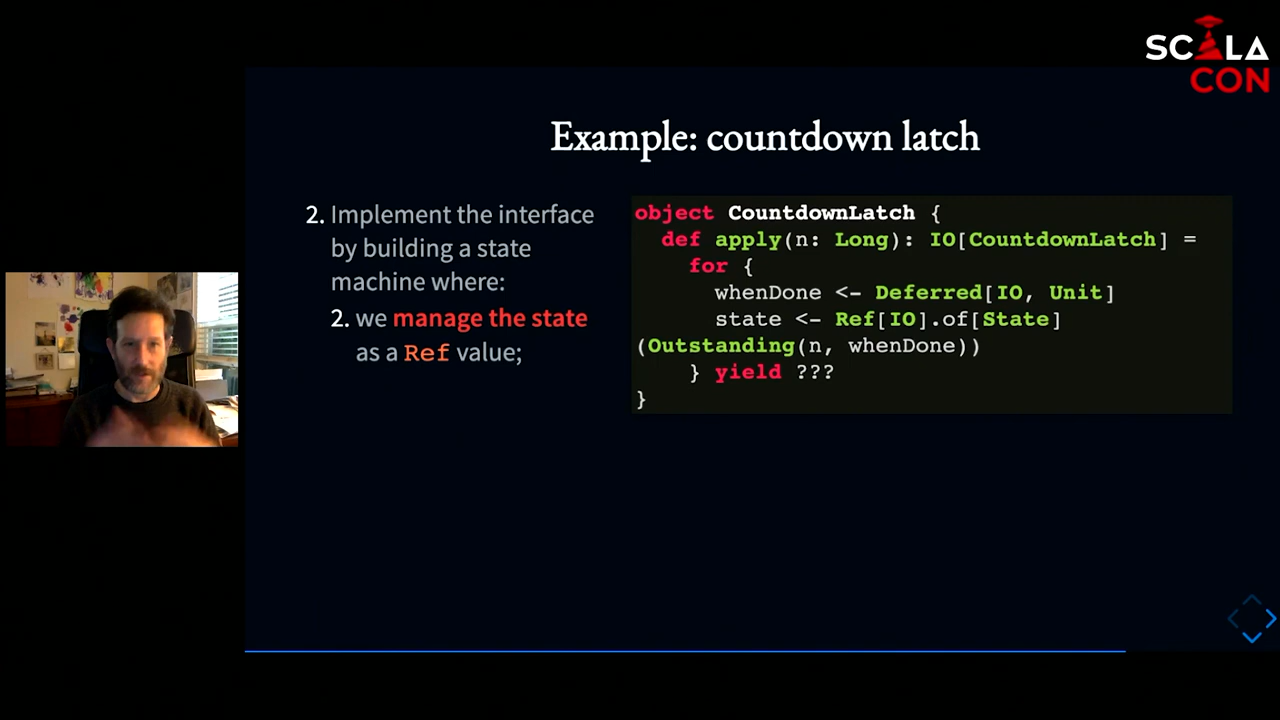 SCALA
CON
Example: countdown latch
2. Implement the interface
by building a state
machine where:
2. we manage the state
as a Ref value;
object CountdownLatch {
  def apply(n: Long): IO[CountdownLatch] =
    for {
      whenDone <- Deferred[IO, Unit]
      state <- Ref[IO].of[State]
(Outstanding(n, whenDone))
    } yield ???
}